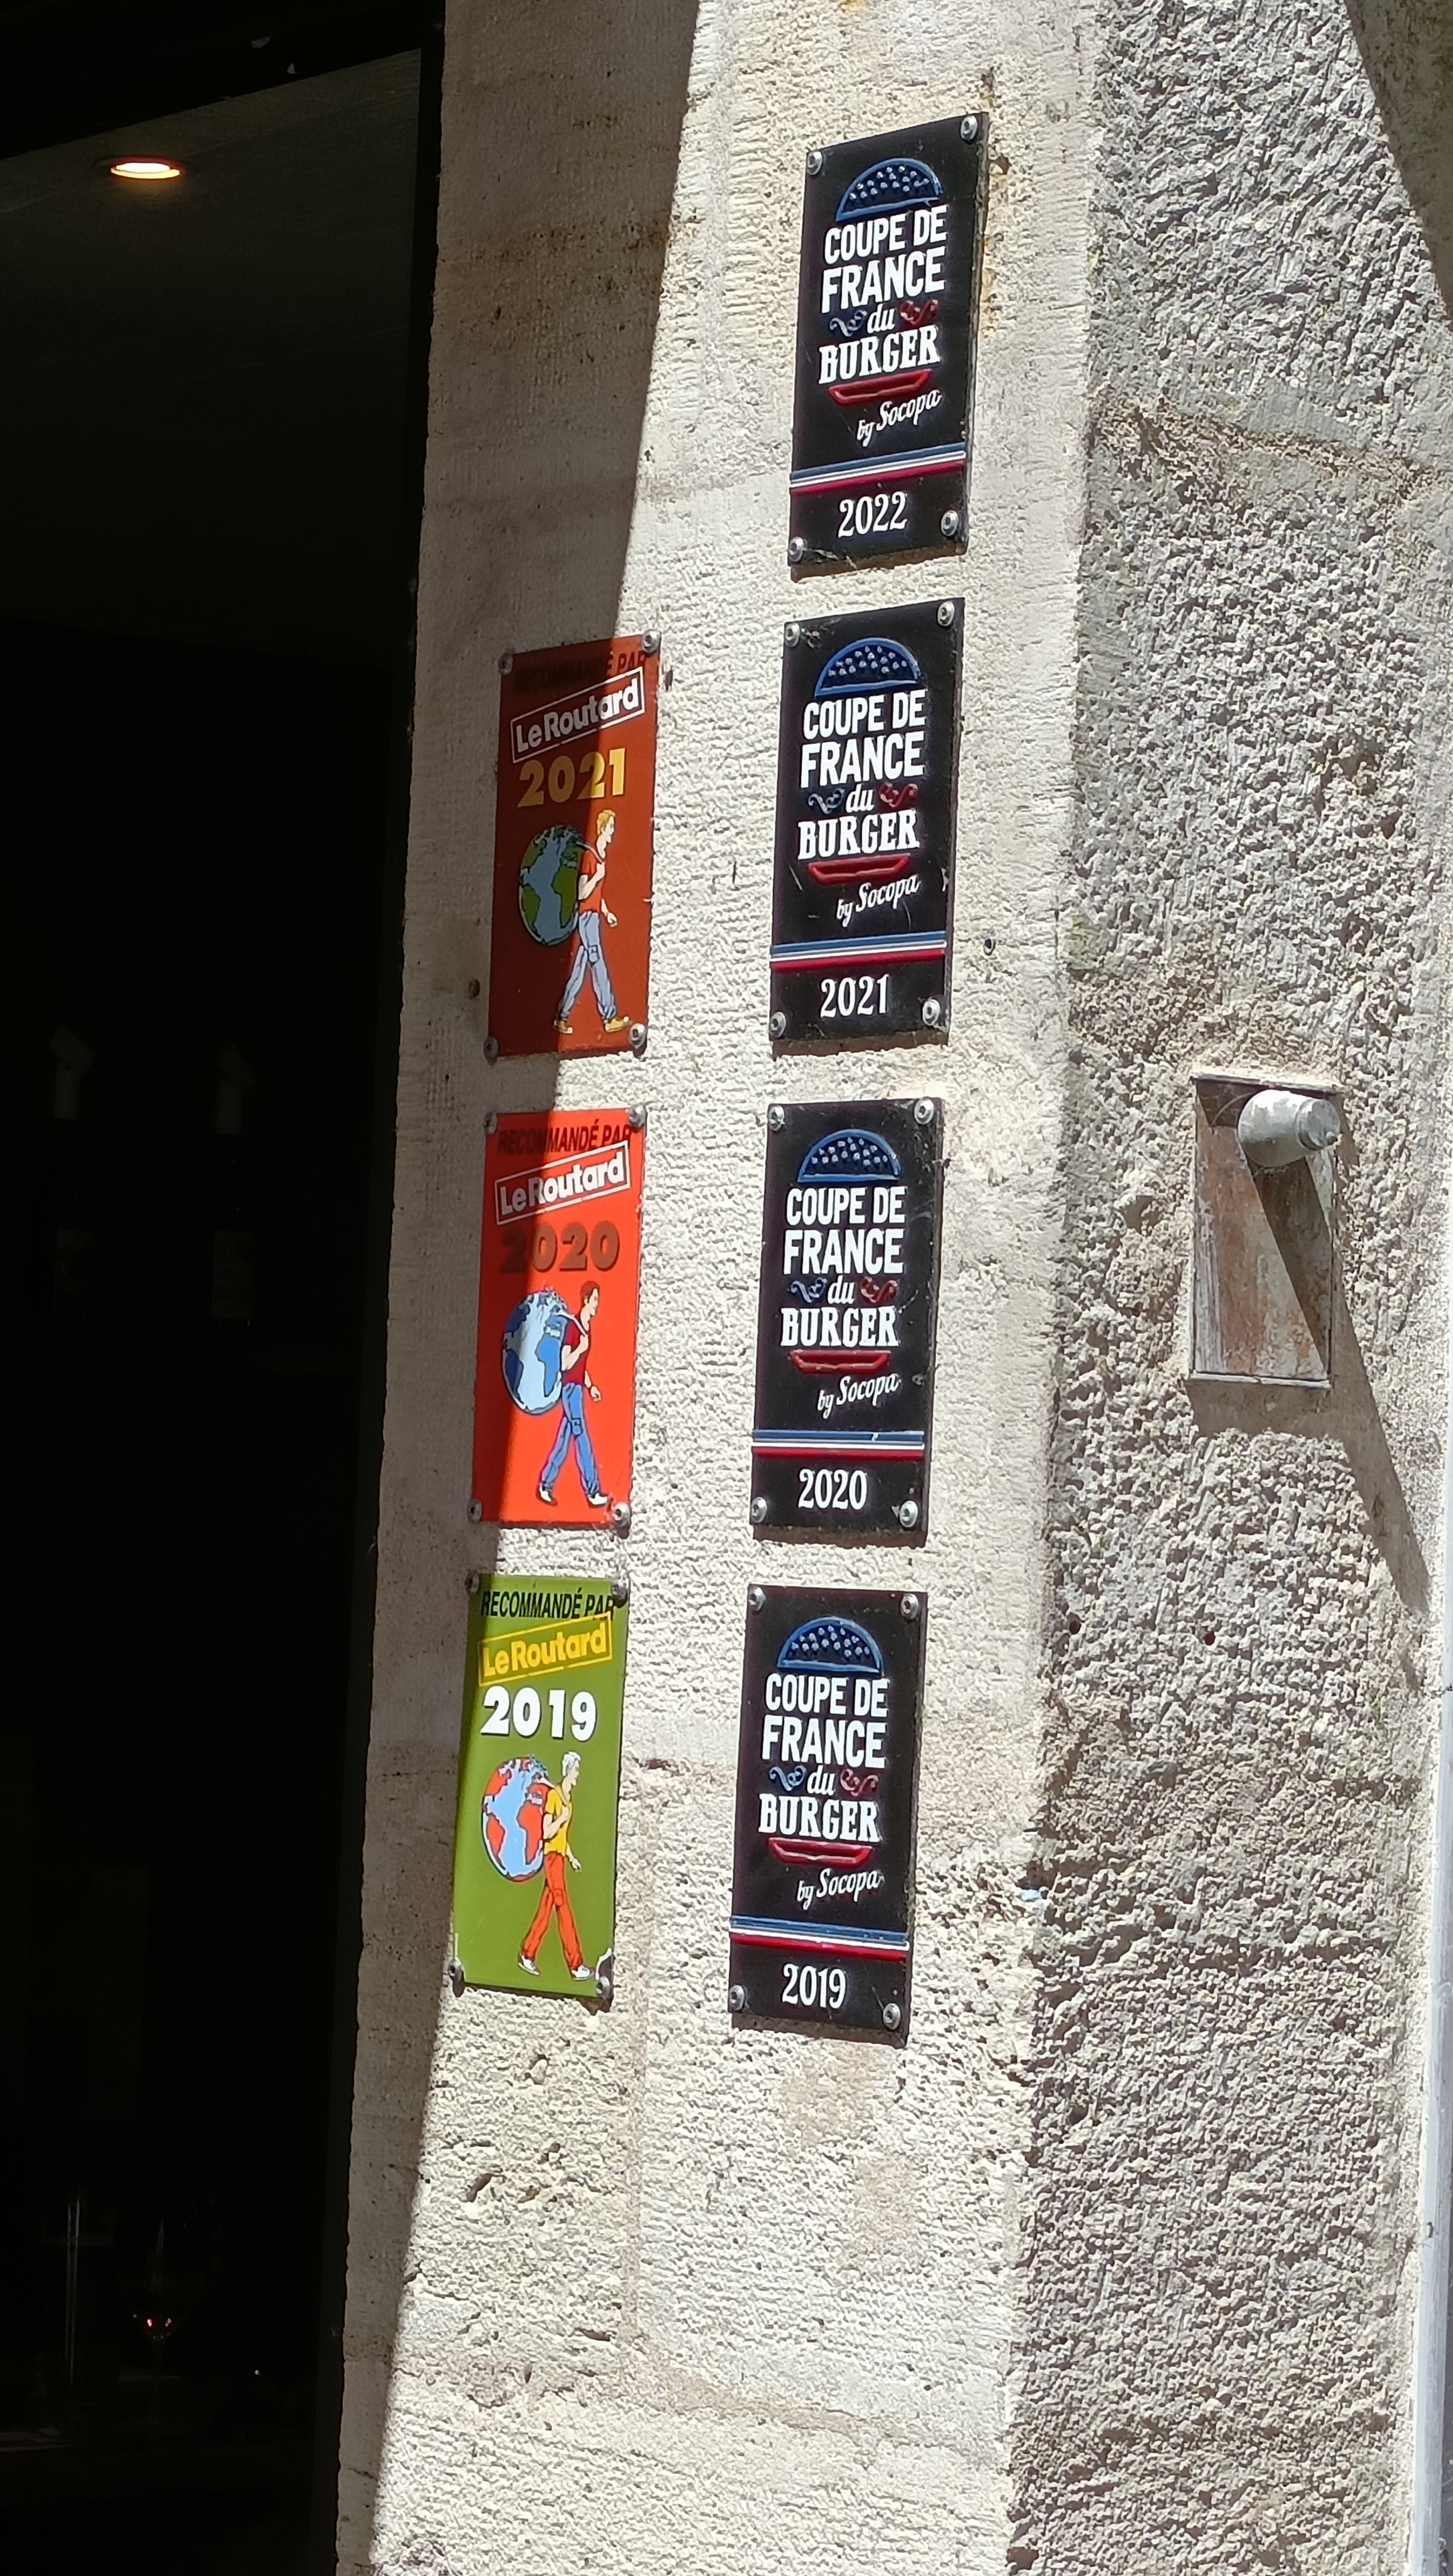 COUPE DE
FRANCE
du
BURGER
by Socopa
2022
RECOMMANDÉ PAR
Le Routard
2021
COUPE DE
FRANCE
du
BURGER
by Socopa
2021
RECOMMANDÉ PAR
Le Routard
2020
COUPE DE
FRANCE
du
BURGER
by Socopa
2020
RECOMMANDÉ PAR
Le Routard
2019
COUPE DE
FRANCE
du
BURGER
by Socopa
2019